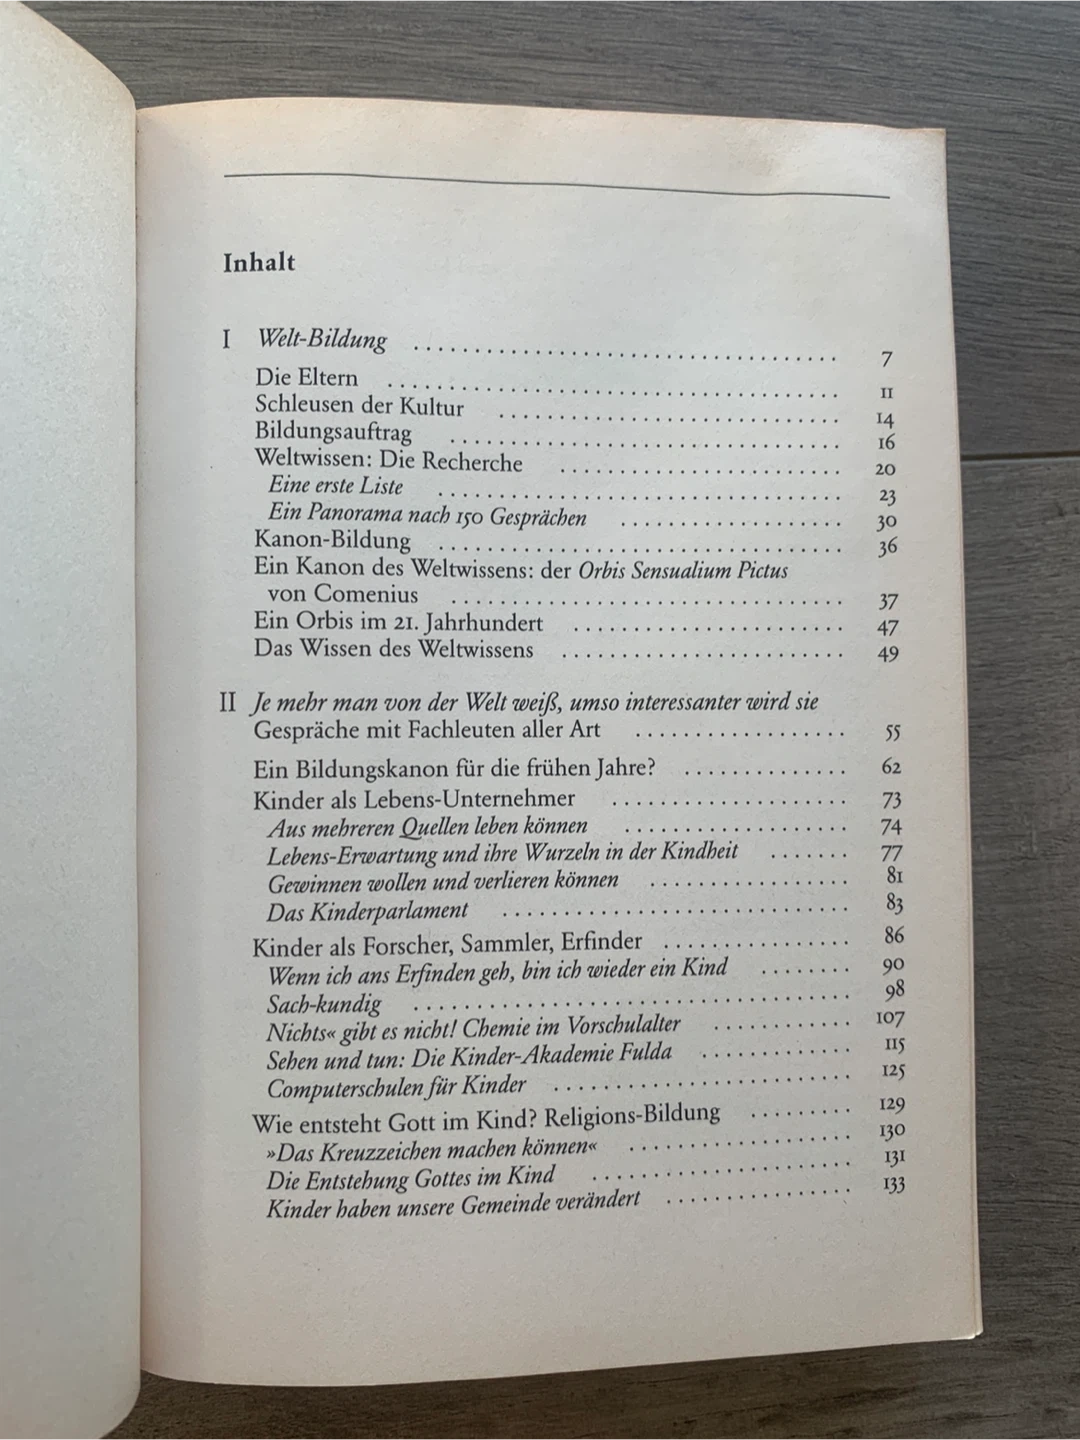 Inhalt
I Welt-Bildung . . . . . . . . . . . . . . . . . . . . . . . . . . . . . . . . . . . 7
Die Eltern . . . . . . . . . . . . . . . . . . . . . . . . . . . . . . . . . . . . . 11
Schleusen der Kultur . . . . . . . . . . . . . . . . . . . . . . . . . . . . 14
Bildungsauftrag . . . . . . . . . . . . . . . . . . . . . . . . . . . . . . . . 16
Weltwissen: Die Recherche . . . . . . . . . . . . . . . . . . . . . . . 20
Eine erste Liste . . . . . . . . . . . . . . . . . . . . . . . . . . . . . . . . . 23
Ein Panorama nach 150 Gesprächen . . . . . . . . . . . . . . . . . . . 30
Kanon-Bildung . . . . . . . . . . . . . . . . . . . . . . . . . . . . . . . . . 36
Ein Kanon des Weltwissens: der Orbis Sensualium Pictus
von Comenius . . . . . . . . . . . . . . . . . . . . . . . . . . . . . . . . 37
Ein Orbis im 21. Jahrhundert . . . . . . . . . . . . . . . . . . . . . . 47
Das Wissen des Weltwissens . . . . . . . . . . . . . . . . . . . . . . . 49
II Je mehr man von der Welt weiß, umso interessanter wird sie
Gespräche mit Fachleuten aller Art . . . . . . . . . . . . . . . . . . 55
Ein Bildungskanon für die frühen Jahre? . . . . . . . . . . . . . . 62
Kinder als Lebens-Unternehmer . . . . . . . . . . . . . . . . . . . . 73
Aus mehreren Quellen leben können . . . . . . . . . . . . . . . . . . . 74
Lebens-Erwartung und ihre Wurzeln in der Kindheit . . . . . . . 77
Gewinnen wollen und verlieren können . . . . . . . . . . . . . . . . . 81
Das Kinderparlament . . . . . . . . . . . . . . . . . . . . . . . . . . . . . 83
Kinder als Forscher, Sammler, Erfinder . . . . . . . . . . . . . . . . 86
Wenn ich ans Erfinden geh, bin ich wieder ein Kind . . . . . . . . 90
Sach-kundig . . . . . . . . . . . . . . . . . . . . . . . . . . . . . . . . . . . . 98
Nichts« gibt es nicht! Chemie im Vorschulalter . . . . . . . . . . . . 107
Sehen und tun: Die Kinder-Akademie Fulda . . . . . . . . . . . . . 115
Computerschulen für Kinder . . . . . . . . . . . . . . . . . . . . . . . . . 125
Wie entsteht Gott im Kind? Religions-Bildung . . . . . . . . . 129
»Das Kreuzzeichen machen können« . . . . . . . . . . . . . . . . . . . 130
Die Entstehung Gottes im Kind . . . . . . . . . . . . . . . . . . . . . . 131
Kinder haben unsere Gemeinde verändert . . . . . . . . . . . . . . . . 133